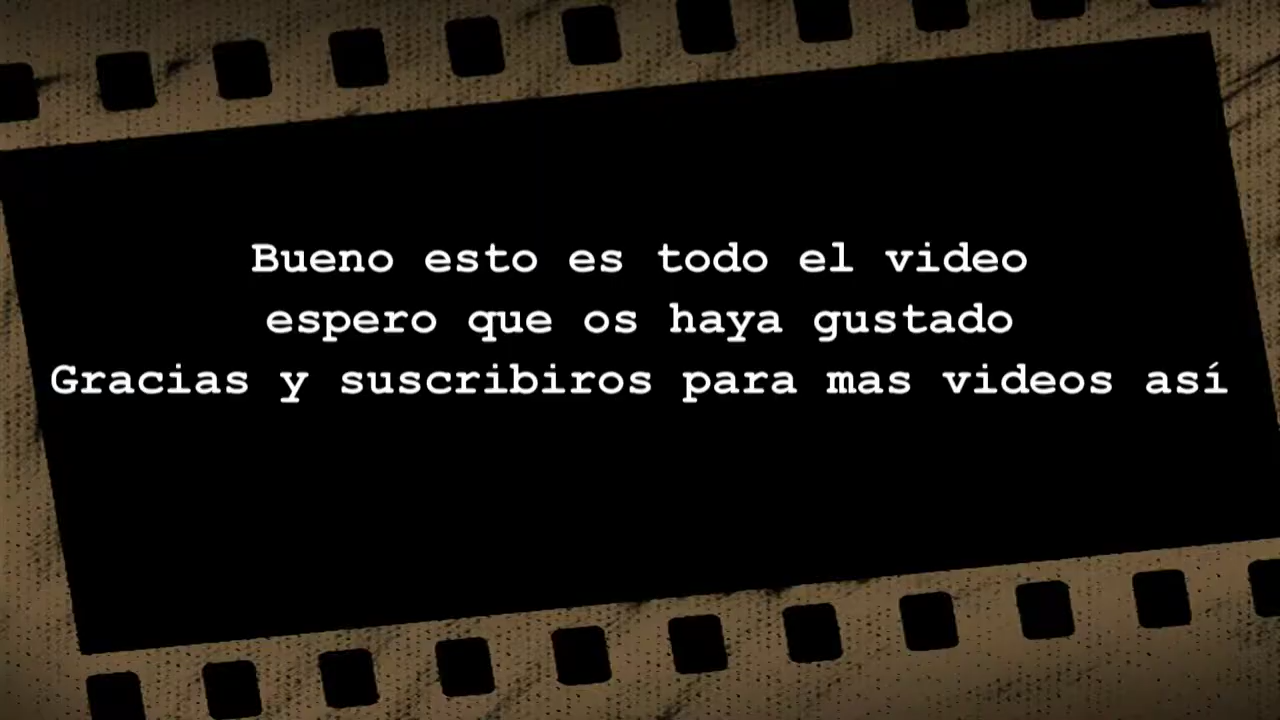 Bueno esto es todo el video
espero que os haya gustado
Gracias y suscribiros para mas videos así